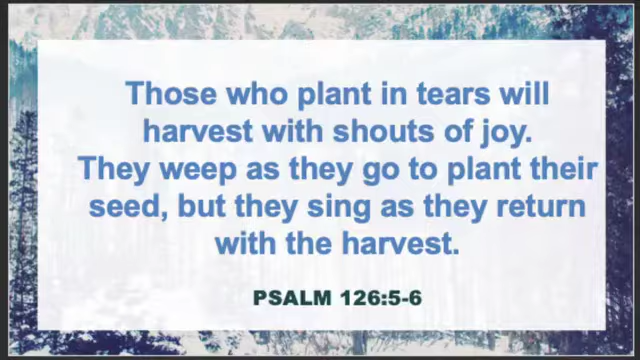 Those who plant in tears will
harvest with shouts of joy.
They weep as they go to plant their
seed, but they sing as they return
with the harvest.
PSALM 126:5-6